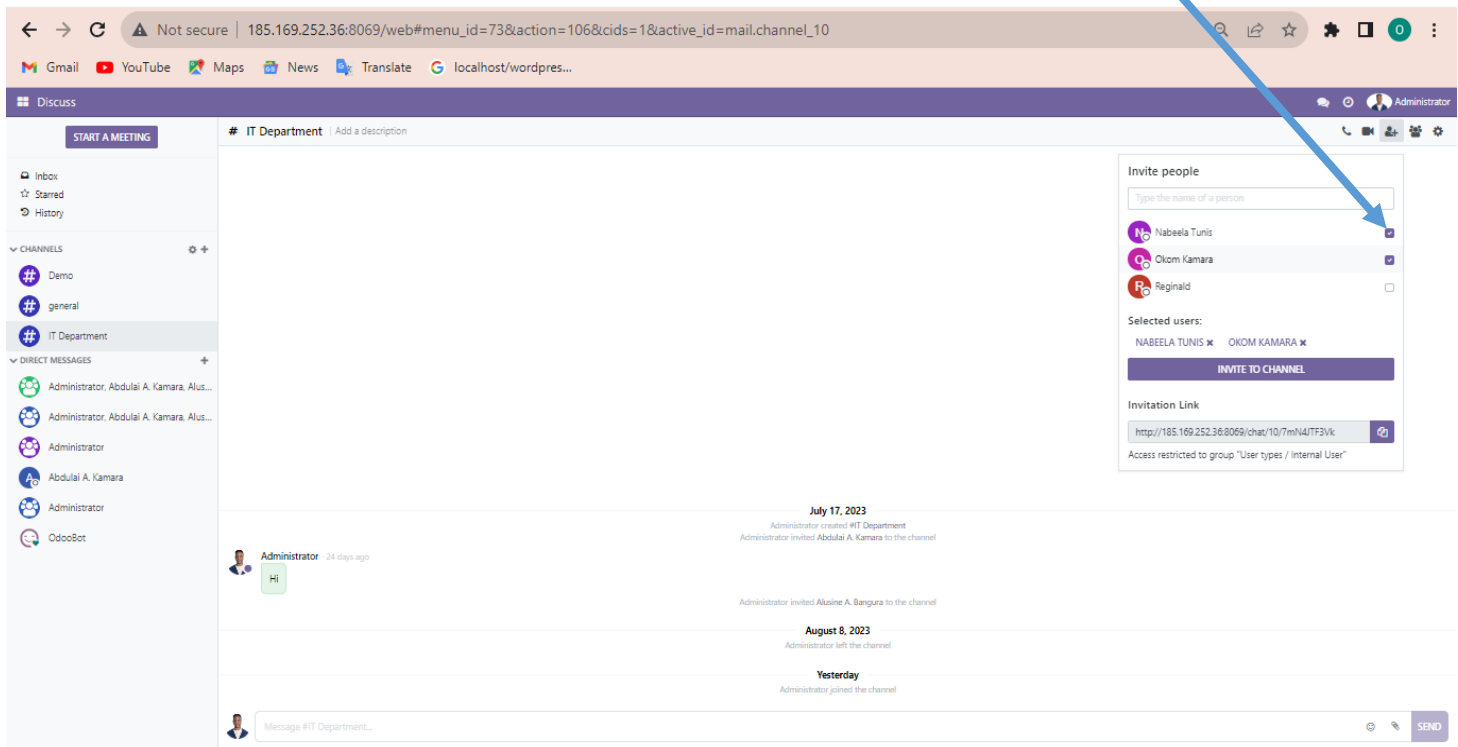 Not secure | 185.169.252.36:8069/web#menu_id=73&action=106&cids=1&active_id=mail.channel_10
O
Gmail YouTube Maps News Translate localhost/wordpres...
Discuss
Administrator
START A MEETING
# IT Department Add a description
Inbox
Starred
History
CHANNELS
Demo
general
IT Department
DIRECT MESSAGES
Administrator, Abdulai A. Kamara, Alus...
Administrator, Abdulai A. Kamara, Alus...
Administrator
Abdulai A. Kamara
Administrator
OdooBot
Invite people
Type the name of a person
Nabeela Tunis
Okom Kamara
Reginald
Selected users:
NABEELA TUNIS × OKOM KAMARA ×
INVITE TO CHANNEL
Invitation Link
http://185.169.252.36:8069/chat/10/7mN4JTF3Vk
Access restricted to group "User types / Internal User"
July 17, 2023
Administrator created #IT Department
Administrator invited Abdulai A. Kamara to the channel
Administrator - 24 days ago
Hi
Administrator invited Alusine A. Bangura to the channel
August 8, 2023
Administrator left the channel
Yesterday
Administrator joined the channel
Message #IT Department...
SEND